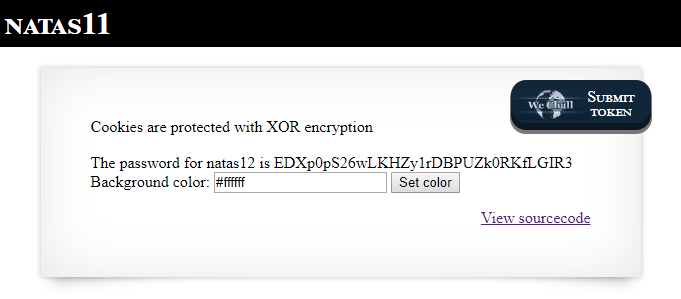 NATAS11
We Chall
SUBMIT
TOKEN
Cookies are protected with XOR encryption
The password for natas12 is EDXp0pS26wLKHZy1rDBPUZk0RKfLGIR3
Background color: #ffffff Set color
View sourcecode